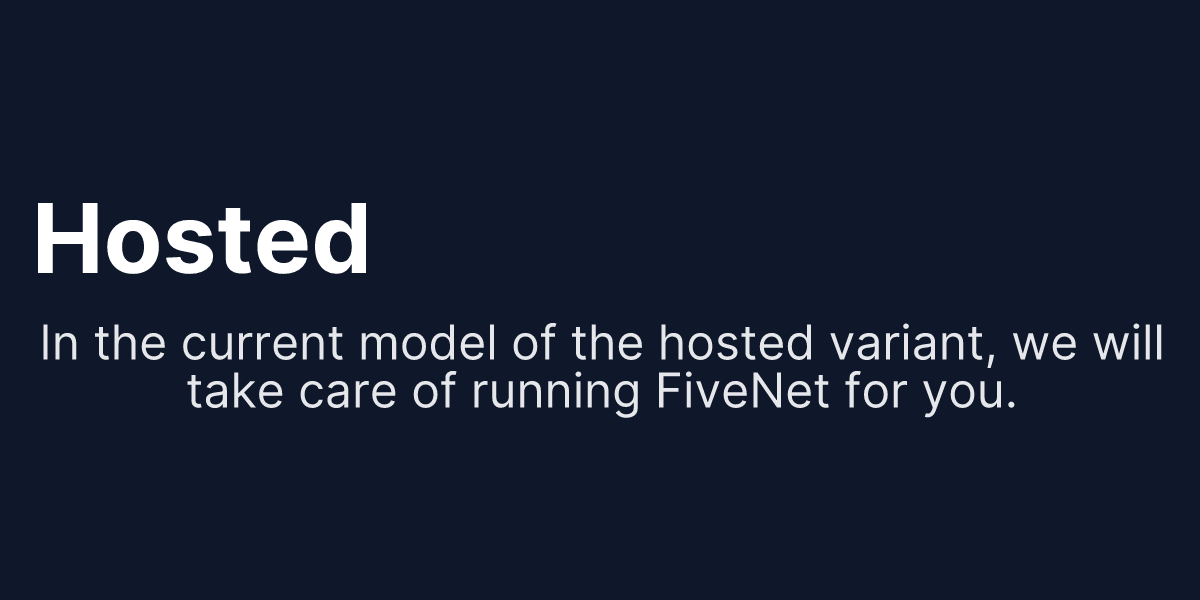 Hosted
In the current model of the hosted variant, we will
take care of running FiveNet for you.